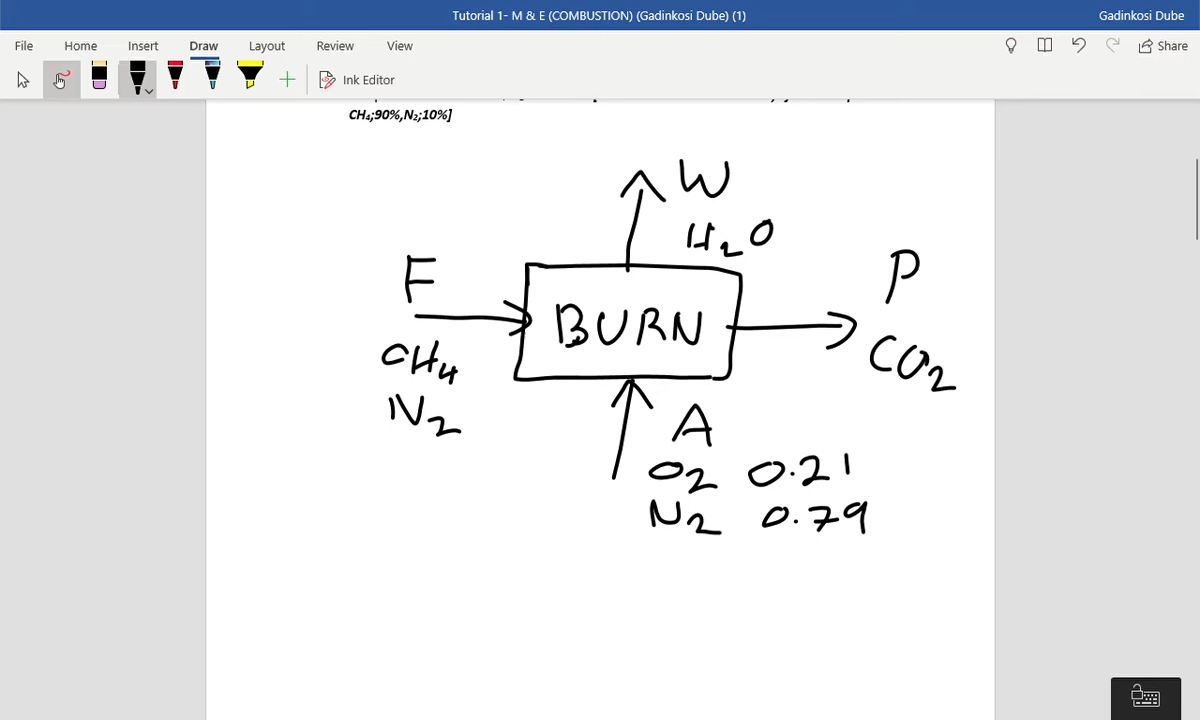 Tutorial 1- M & E (COMBUSTION) (Gadinkosi Dube) (1)
Gadinkosi Dube
File Home Insert Draw Layout Review View
Share
Ink Editor
CH₄;90%,N₂;10%]
W
H₂O
F
BURN
P
CH₄
CO₂
N₂
A
O₂ 0.21
N₂ 0.79